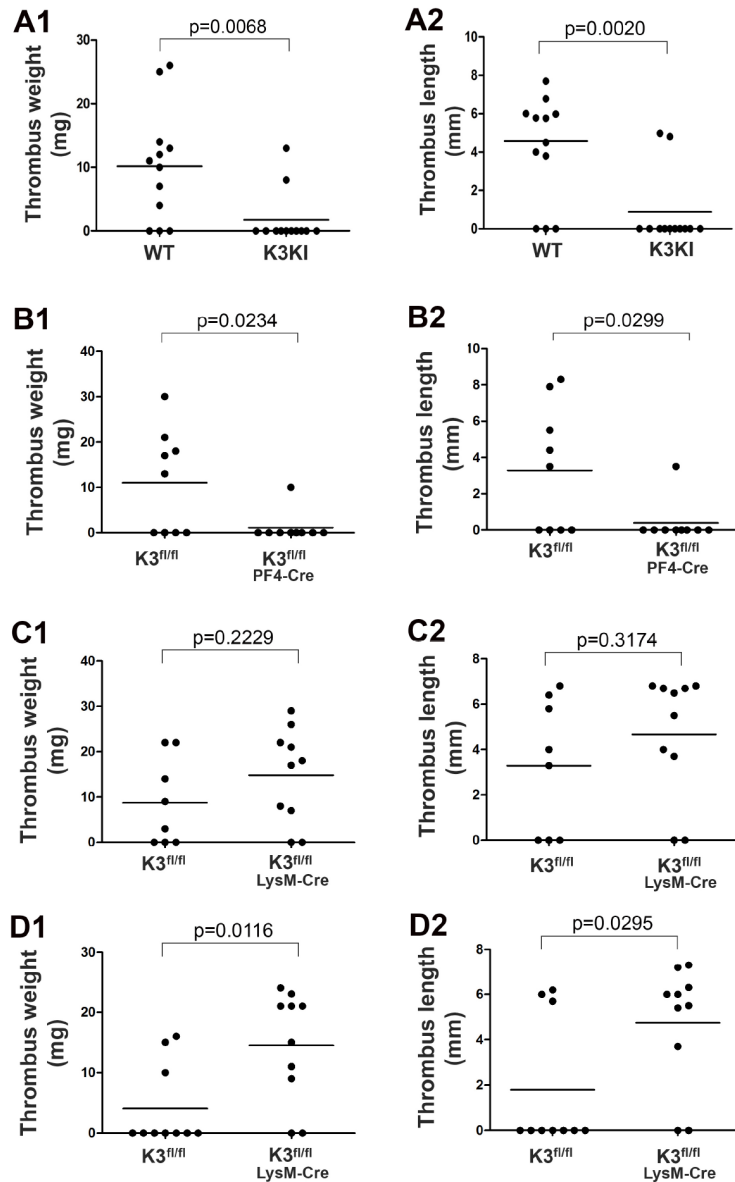 A1
p=0.0068
Thrombus weight
(mg)
30
20
10
0
WT
K3KI
A2
p=0.0020
Thrombus length
(mm)
10
8
6
4
2
0
WT
K3KI
B1
p=0.0234
Thrombus weight
(mg)
40
30
20
10
0
K3fl/fl
K3fl/fl
PF4-Cre
B2
p=0.0299
Thrombus length
(mm)
10
8
6
4
2
0
K3fl/fl
K3fl/fl
PF4-Cre
C1
p=0.2229
Thrombus weight
(mg)
40
30
20
10
0
K3fl/fl
K3fl/fl
LysM-Cre
C2
p=0.3174
Thrombus length
(mm)
8
6
4
2
0
K3fl/fl
K3fl/fl
LysM-Cre
D1
p=0.0116
Thrombus weight
(mg)
30
20
10
0
K3fl/fl
K3fl/fl
LysM-Cre
D2
p=0.0295
Thrombus length
(mm)
8
6
4
2
0
K3fl/fl
K3fl/fl
LysM-Cre